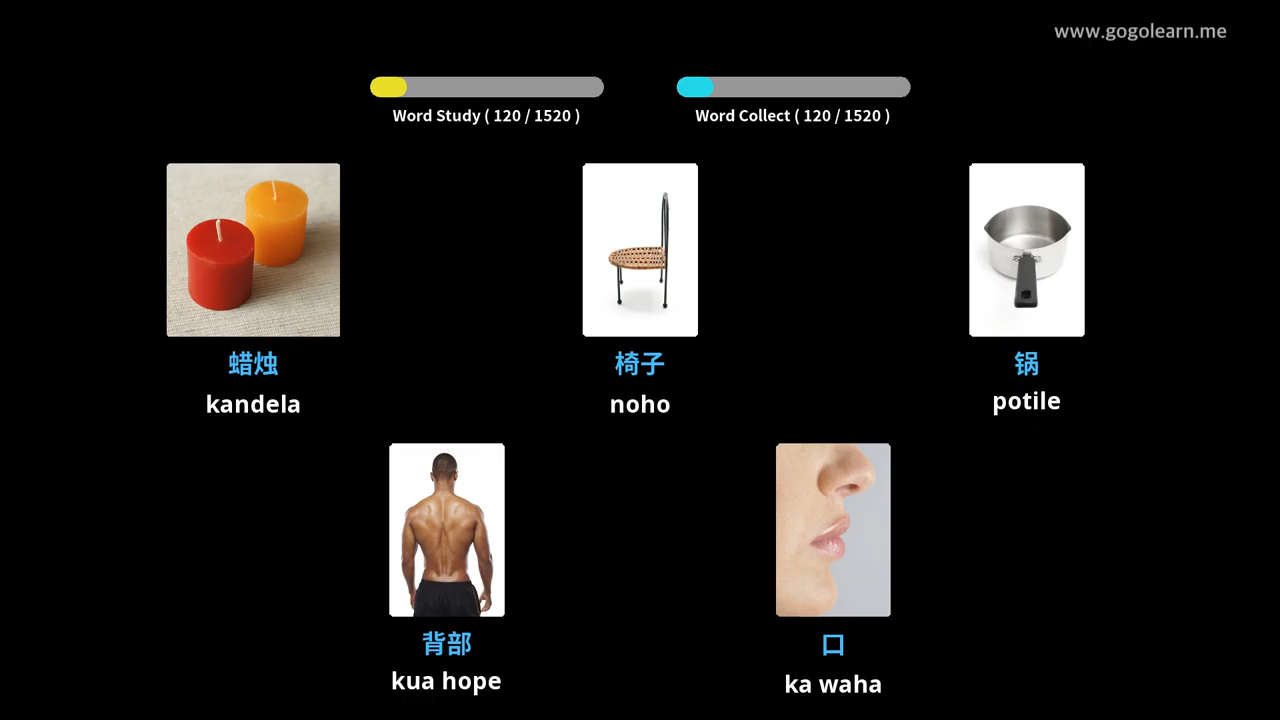 www.gogolearn.me
Word Study ( 120 / 1520 )
Word Collect ( 120 / 1520 )
蜡烛
kandela
椅子
noho
锅
potile
背部
kua hope
口
ka waha